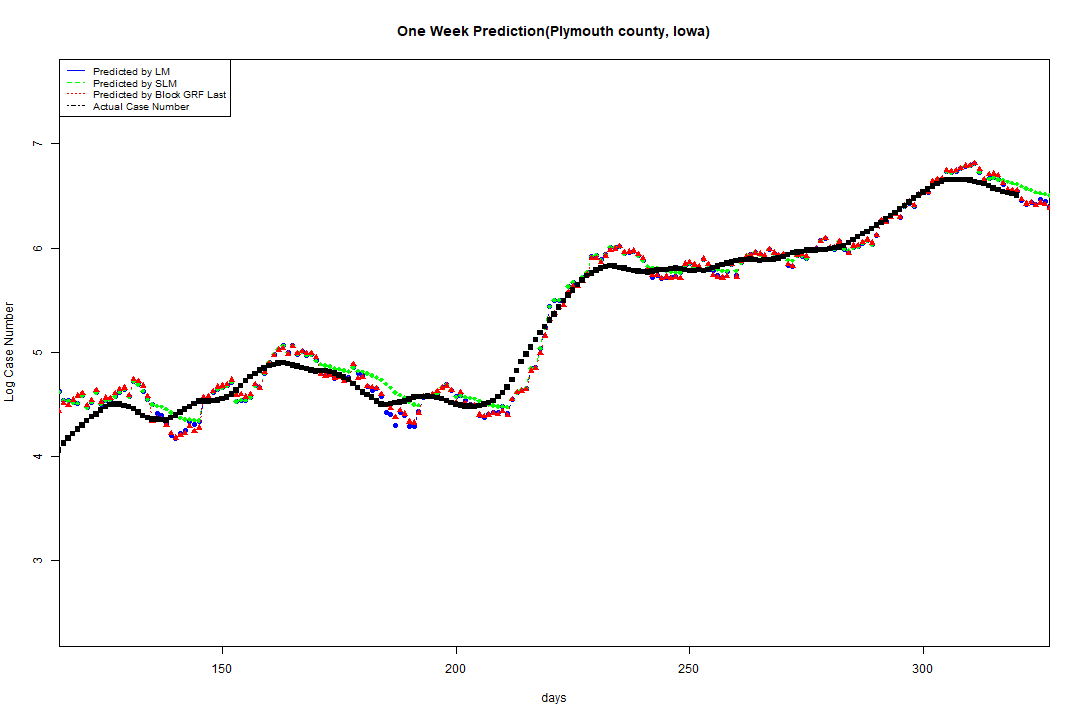 One Week Prediction(Plymouth county, Iowa)
Predicted by LM
Predicted by SLM
Predicted by Block GRF Last
Actual Case Number
7
6
5
4
3
Log Case Number
150 200 250 300
days